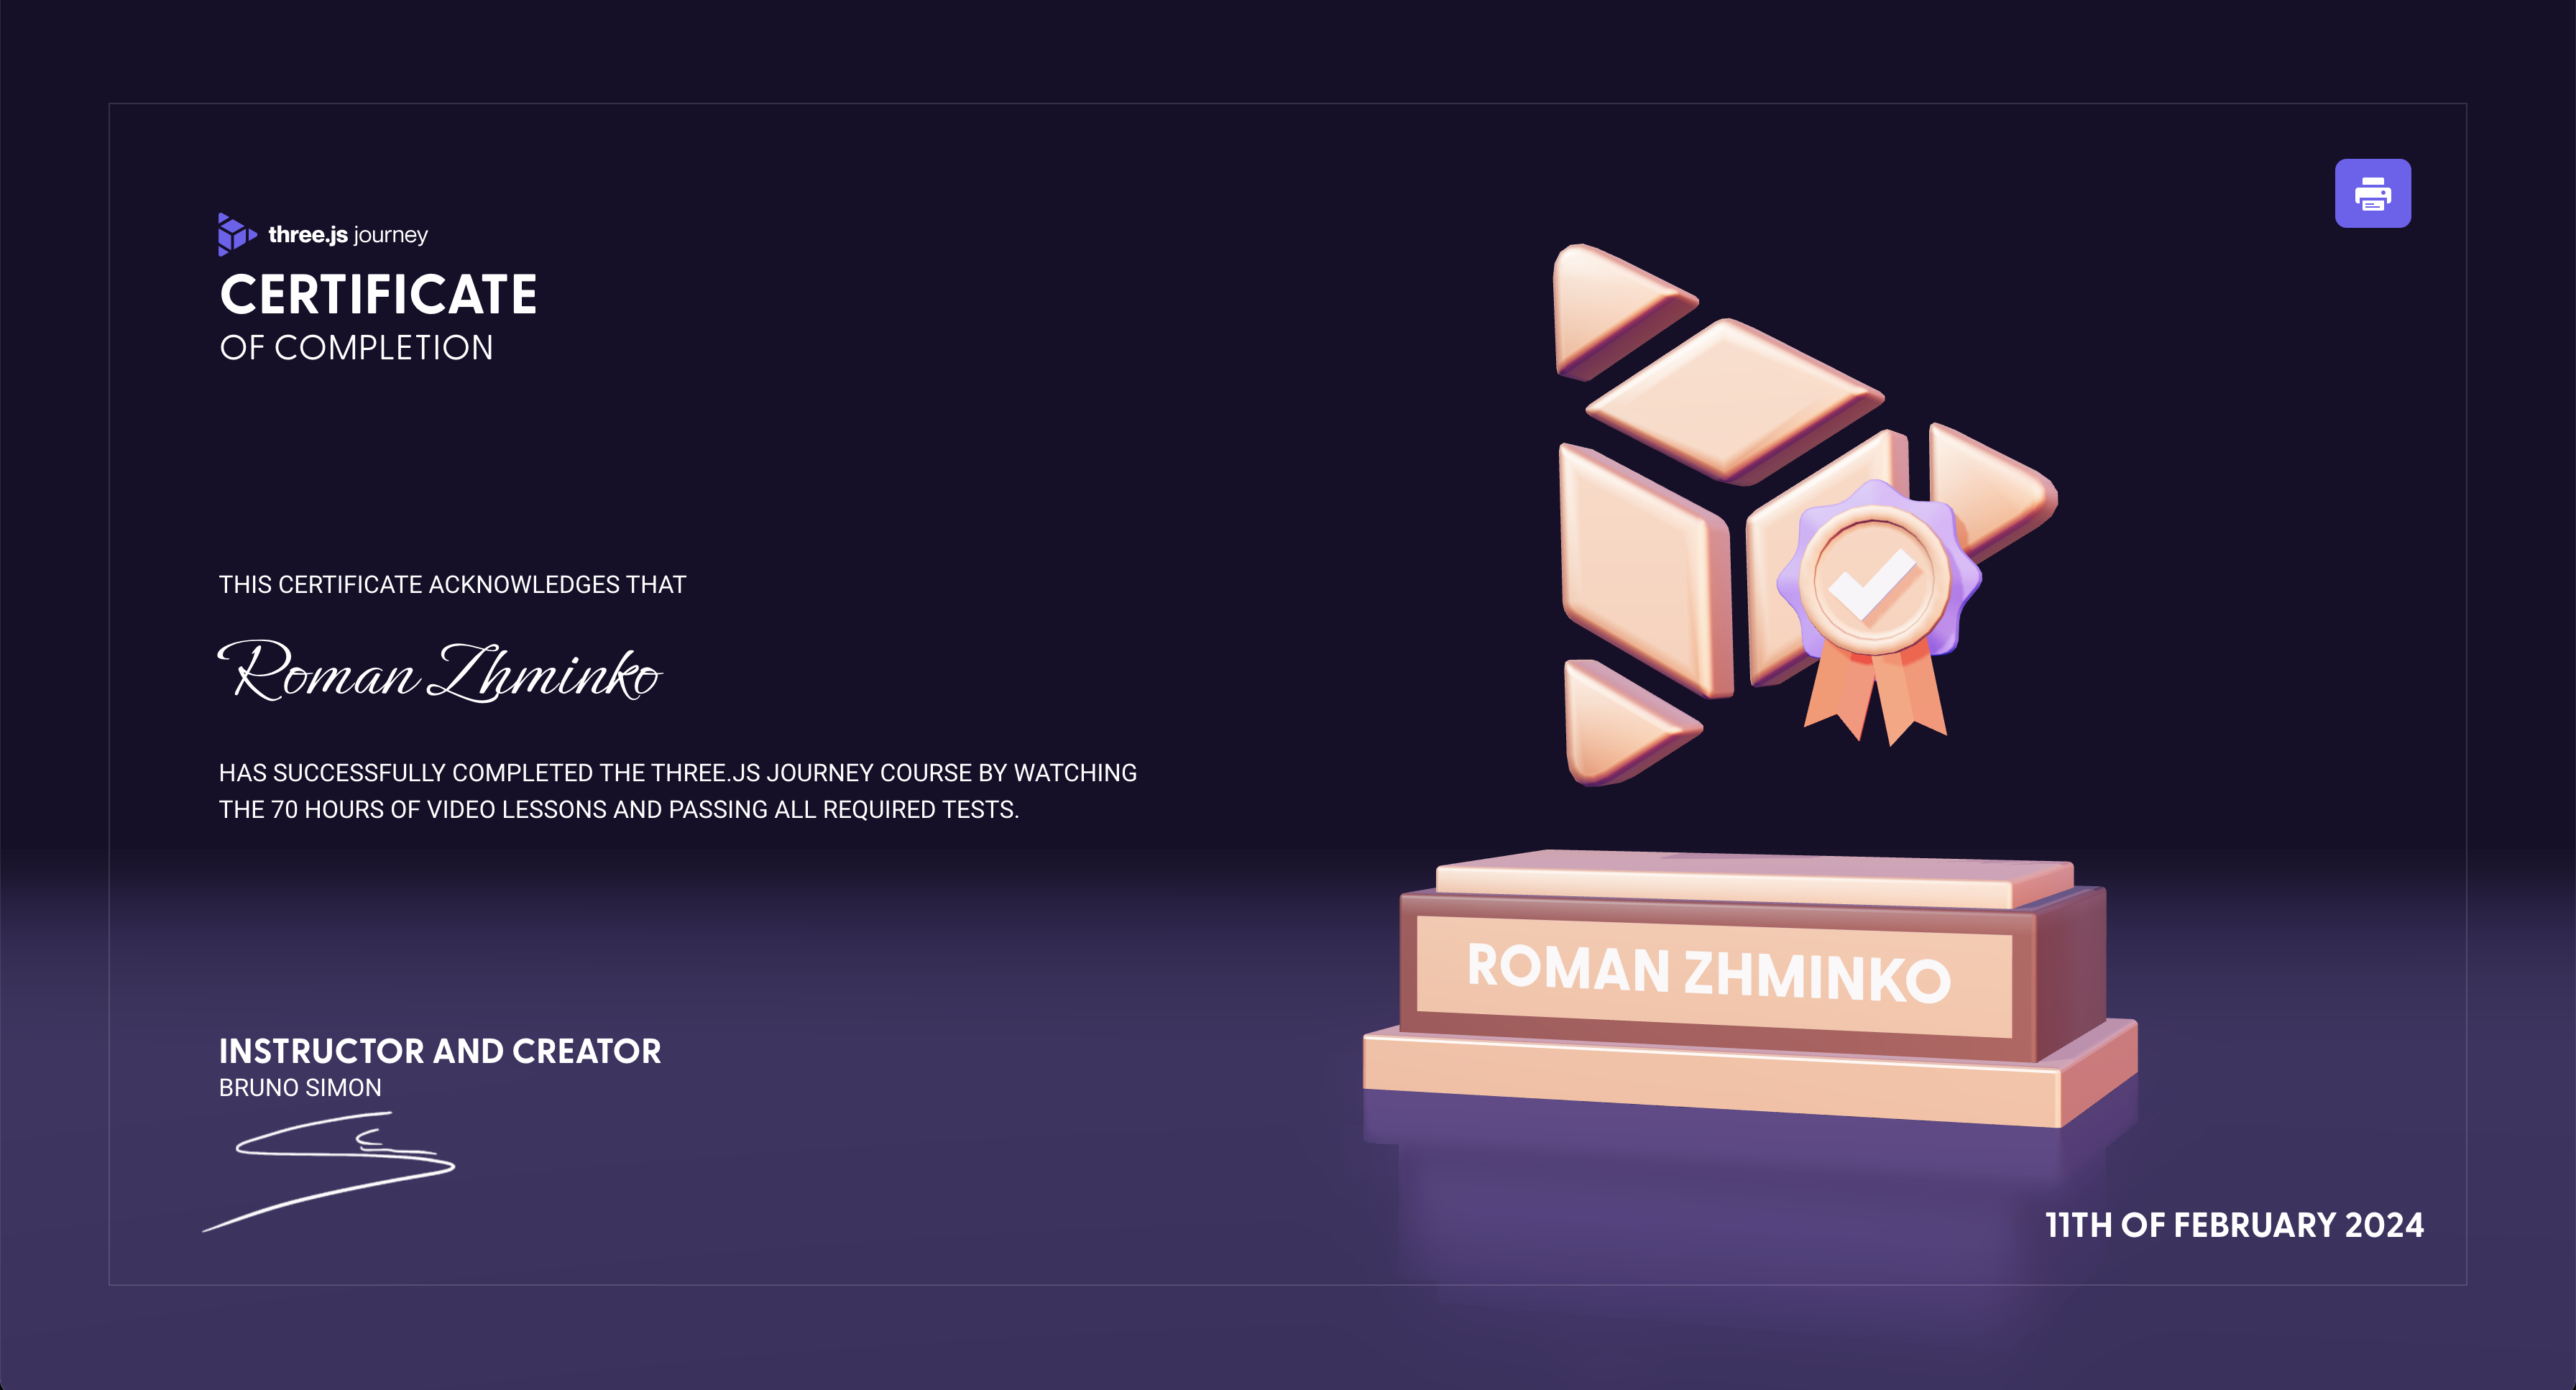 three.js journey
CERTIFICATE
OF COMPLETION
THIS CERTIFICATE ACKNOWLEDGES THAT
Roman Zhminko
HAS SUCCESSFULLY COMPLETED THE THREE.JS JOURNEY COURSE BY WATCHING
THE 70 HOURS OF VIDEO LESSONS AND PASSING ALL REQUIRED TESTS.
ROMAN ZHMINKO
INSTRUCTOR AND CREATOR
BRUNO SIMON
11TH OF FEBRUARY 2024